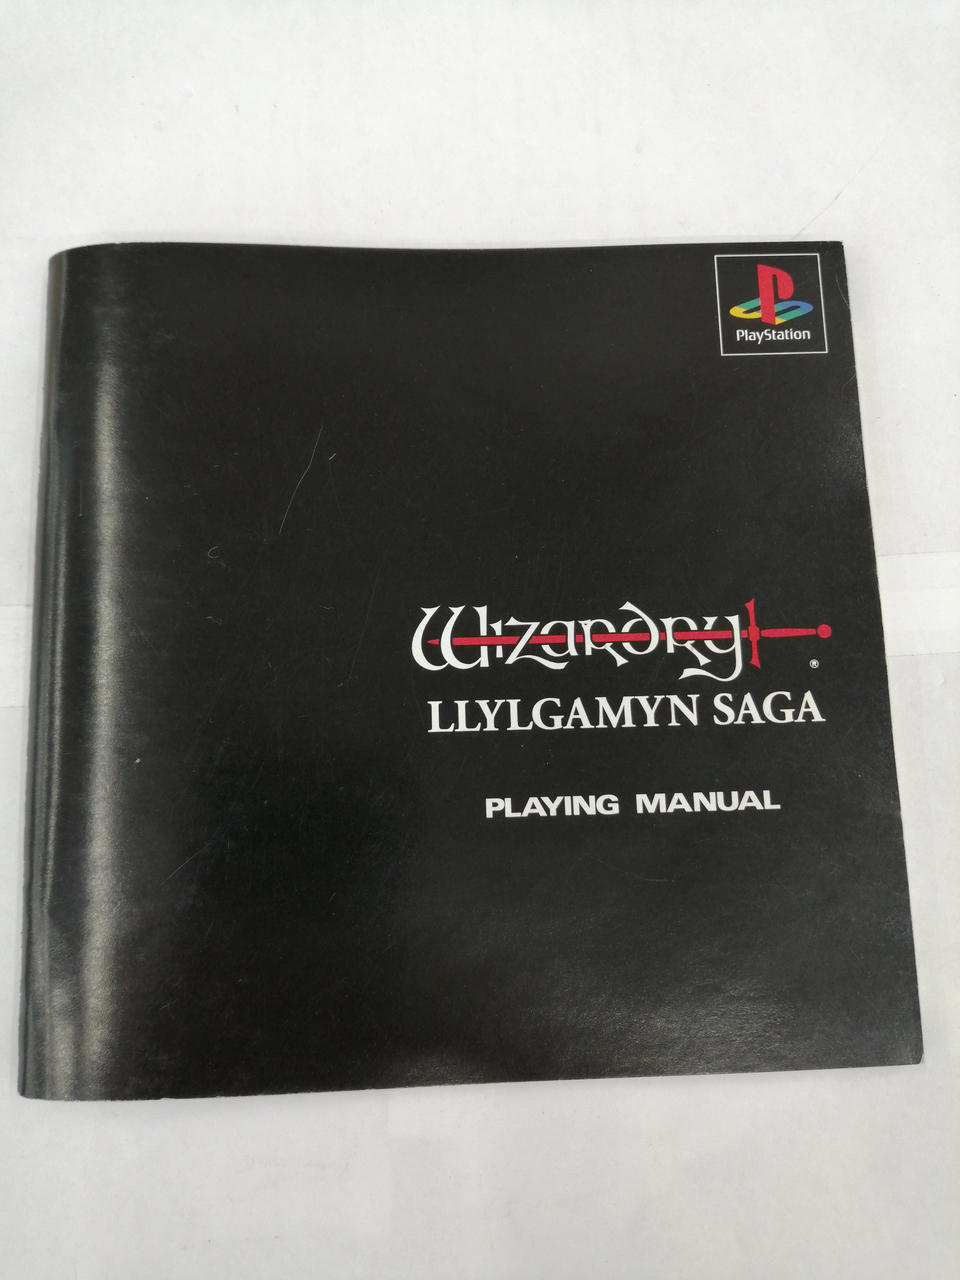 PlayStation
Wizardry
®
LLYLGAMYN SAGA
PLAYING MANUAL